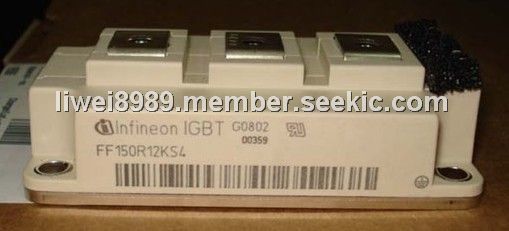 liwei8989.member.seekic.com
infineon IGBT G0802
00359
FF150R12KS4